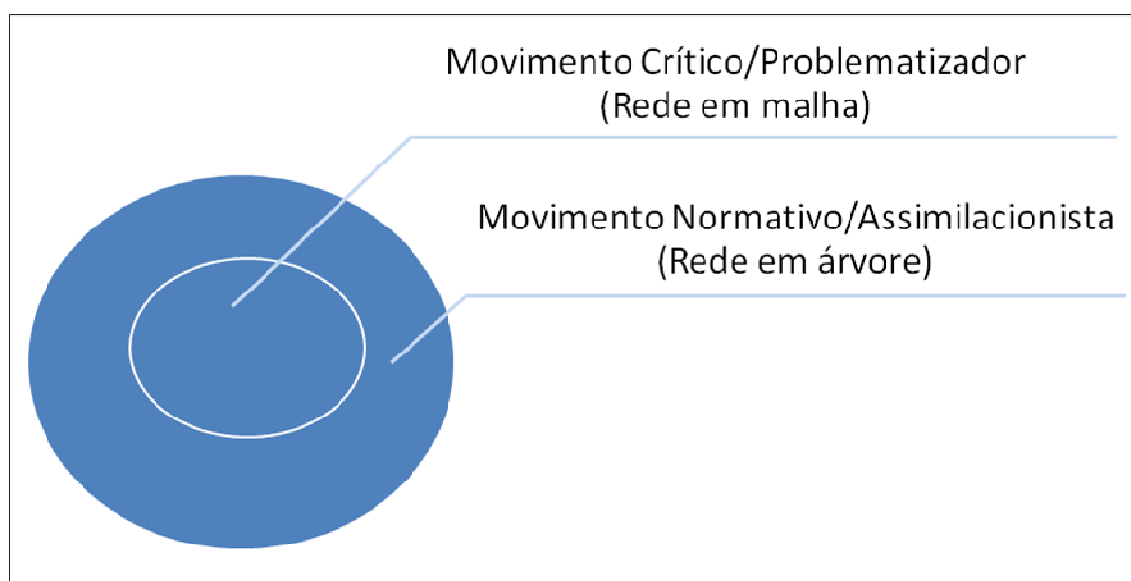 Movimento Crítico/Problematizador
(Rede em malha)
Movimento Normativo/Assimilacionista
(Rede em árvore)